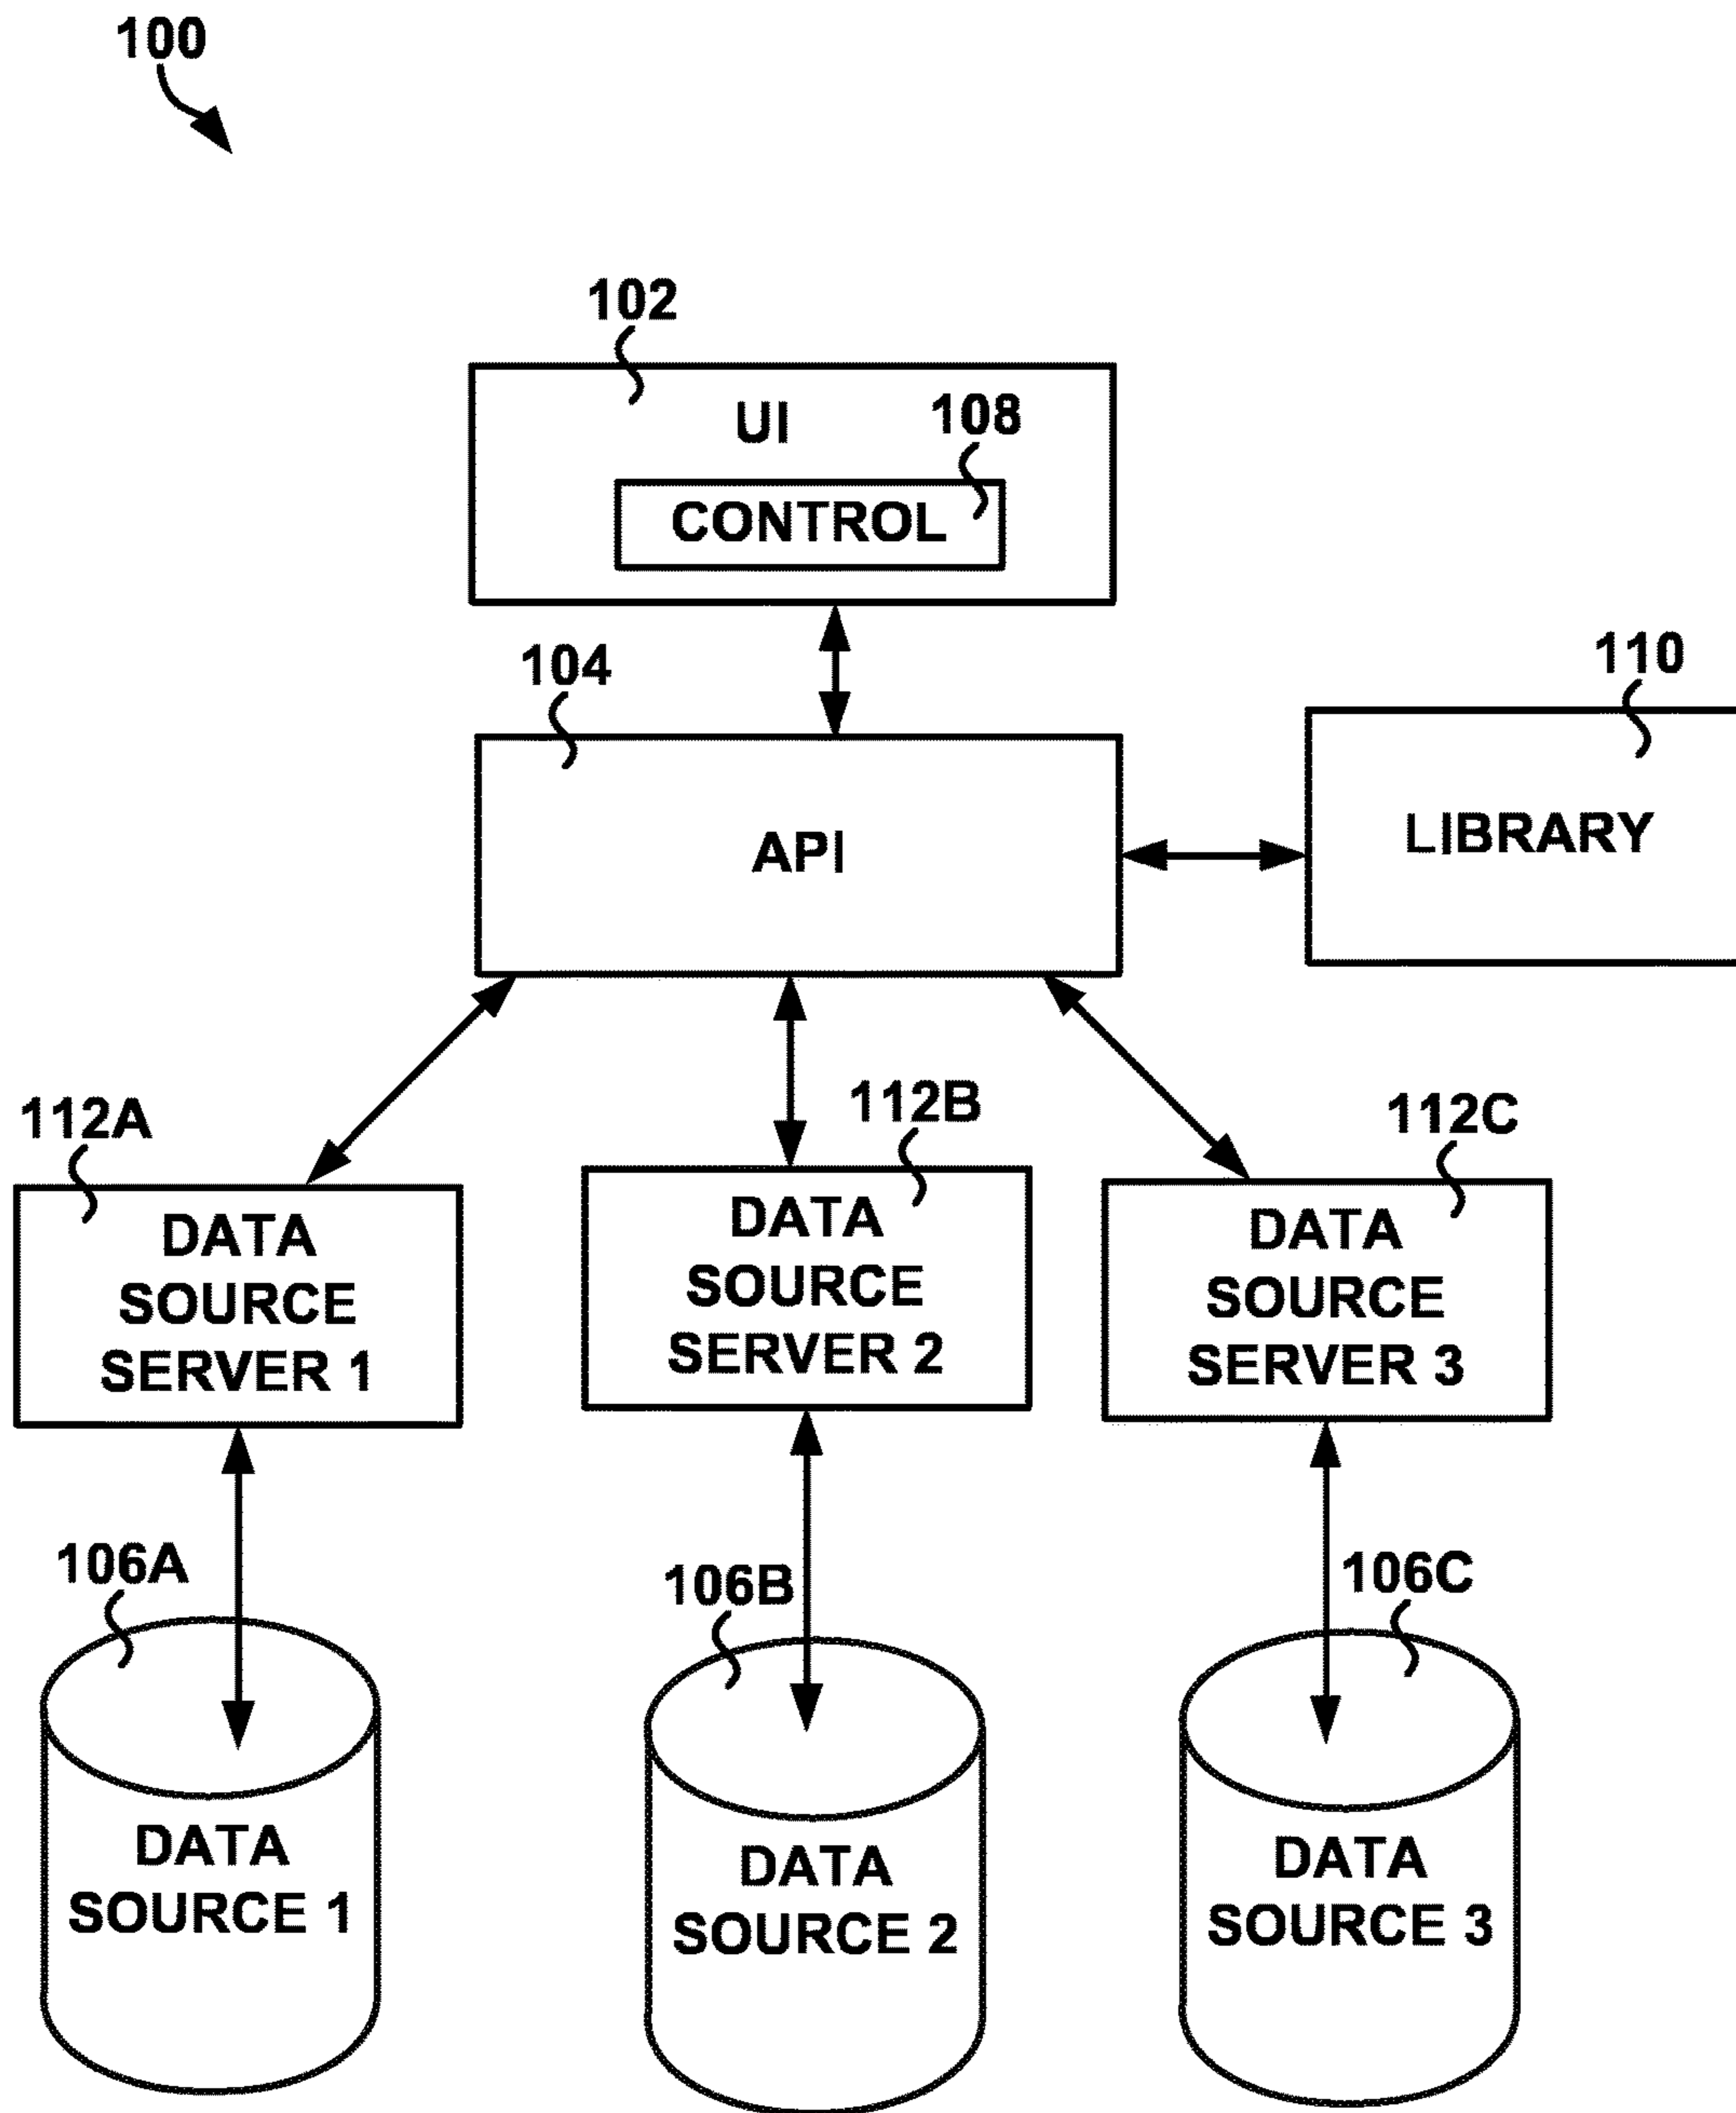 100
102
UI
108
CONTROL
104
110
API
LIBRARY
112A
112B
112C
DATA
SOURCE
SERVER 1
DATA
SOURCE
SERVER 2
DATA
SOURCE
SERVER 3
106A
106B
106C
DATA
SOURCE 1
DATA
SOURCE 2
DATA
SOURCE 3